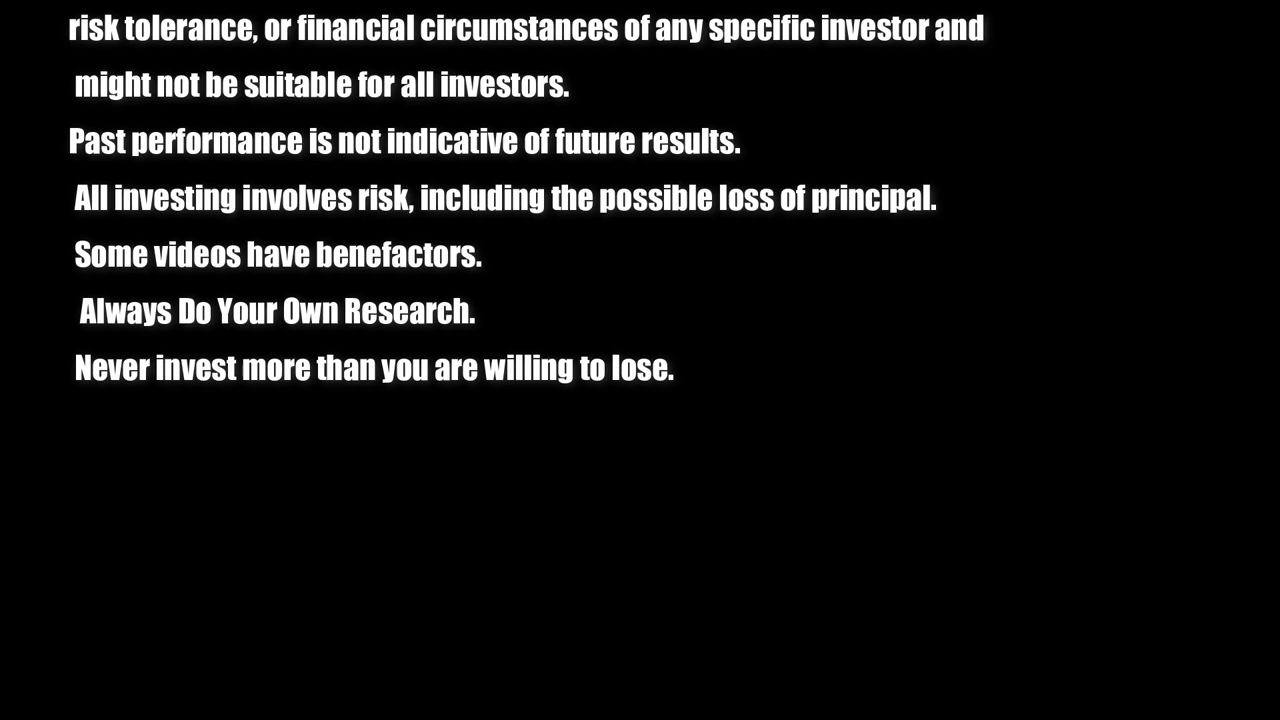 risk tolerance, or financial circumstances of any specific investor and
might not be suitable for all investors.
Past performance is not indicative of future results.
All investing involves risk, including the possible loss of principal.
Some videos have benefactors.
Always Do Your Own Research.
Never invest more than you are willing to lose.